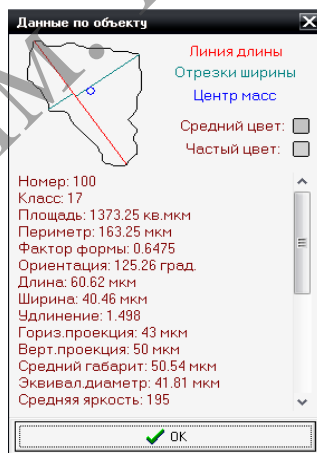 Данные по объекту
Линия длины
Отрезки ширины
Центр масс
Средний цвет:
Частый цвет:
Номер: 100
Класс: 17
Площадь: 1373.25 кв.мкм
Периметр: 163.25 мкм
Фактор формы: 0.6475
Ориентация: 125.26 град.
Длина: 60.62 мкм
Ширина: 40.46 мкм
Удлинение: 1.498
Гориз.проекция: 43 мкм
Верт.проекция: 50 мкм
Средний габарит: 50.54 мкм
Эквивал.диаметр: 41.81 мкм
Средняя яркость: 195
OK